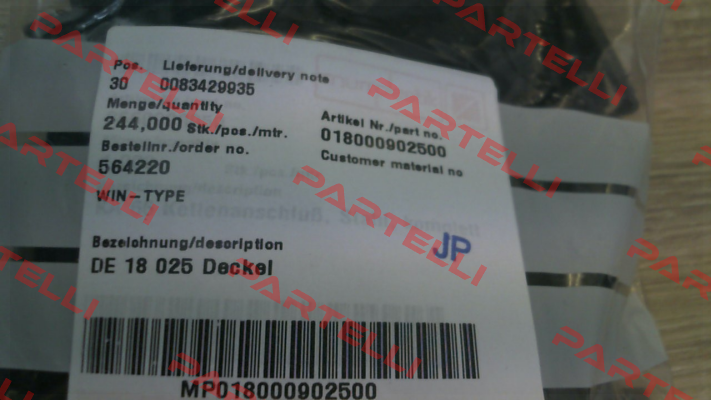 Pos. Lieferung/delivery note
30 0083429935
Menge/quantity
244,000 Stk./pos./mtr.
Bestellnr./order no.
564220
WIN-TYPE
Artikel Nr./part no.
018000902500
Customer material no
Bezeichnung/description
DE 18 025 Deckel
JP
MP018000902500
PARTELLI
PARTELLI
PARTELLI
PARTELLI
PARTELLI
PARTELLI
PARTELLI
PARTELLI
PARTELLI